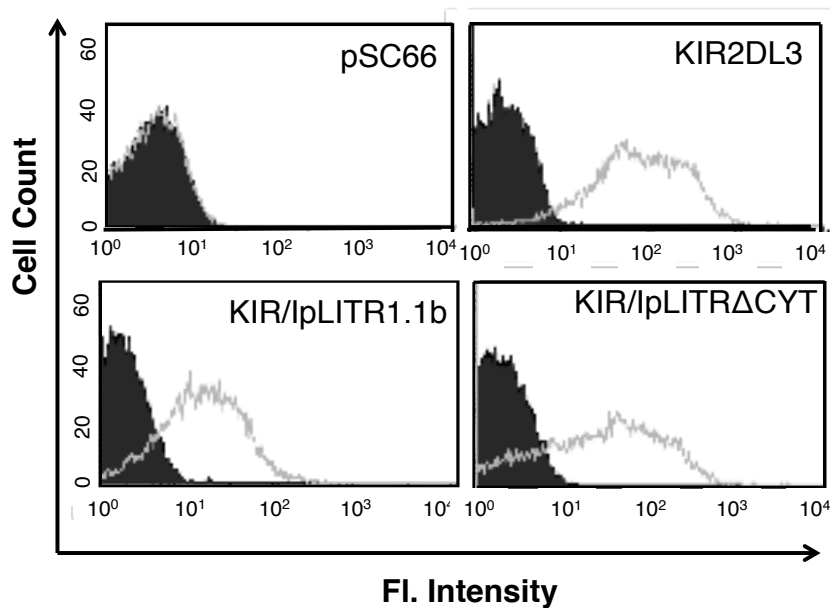 pSC66
KIR2DL3
60
40
20
0
10⁰ 10¹ 10² 10³ 10⁴
10⁰ 10¹ 10² 10³ 10⁴
Cell Count
KIR/IpLITR1.1b
KIR/IpLITRΔCYT
60
40
20
0
10⁰ 10¹ 10² 10³ 10⁴
10⁰ 10¹ 10² 10³ 10⁴
Fl. Intensity